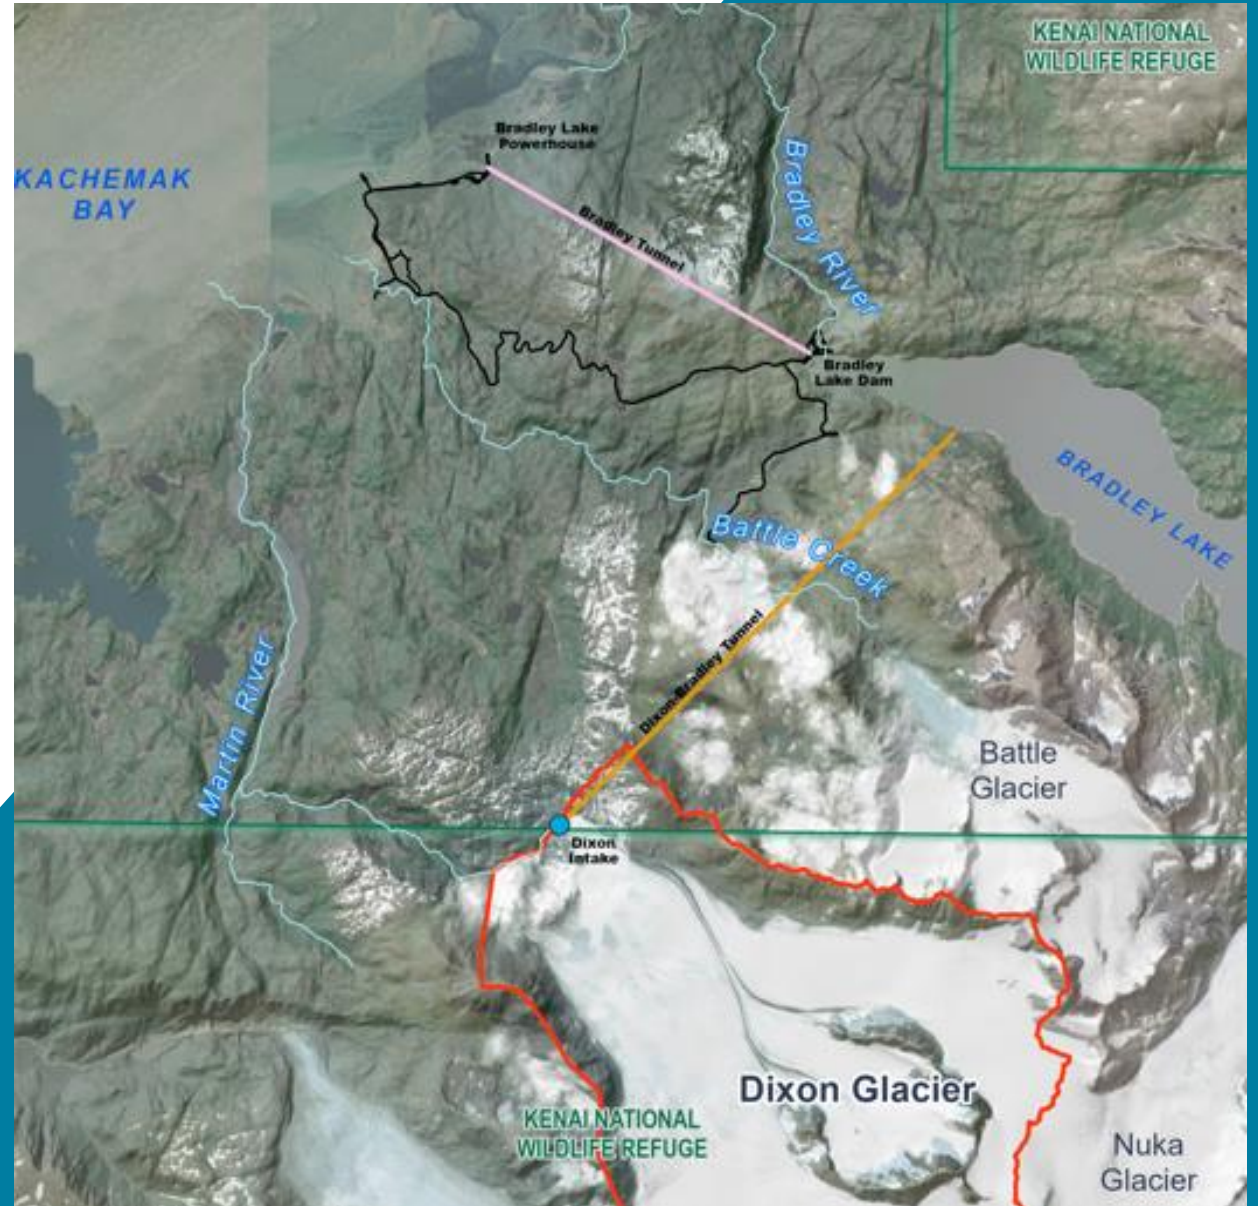 KENAI NATIONAL
WILDLIFE REFUGE
Bradley Lake
Powerhouse
KACHEMAK
BAY
Bradley River
Bradley Tunnel
Bradley
Lake Dam
BRADLEY LAKE
Battle Creek
Dixon-Bradley Tunnel
Martin River
Battle
Glacier
Dixon
Intake
Dixon Glacier
KENAI NATIONAL
WILDLIFE REFUGE
Nuka
Glacier